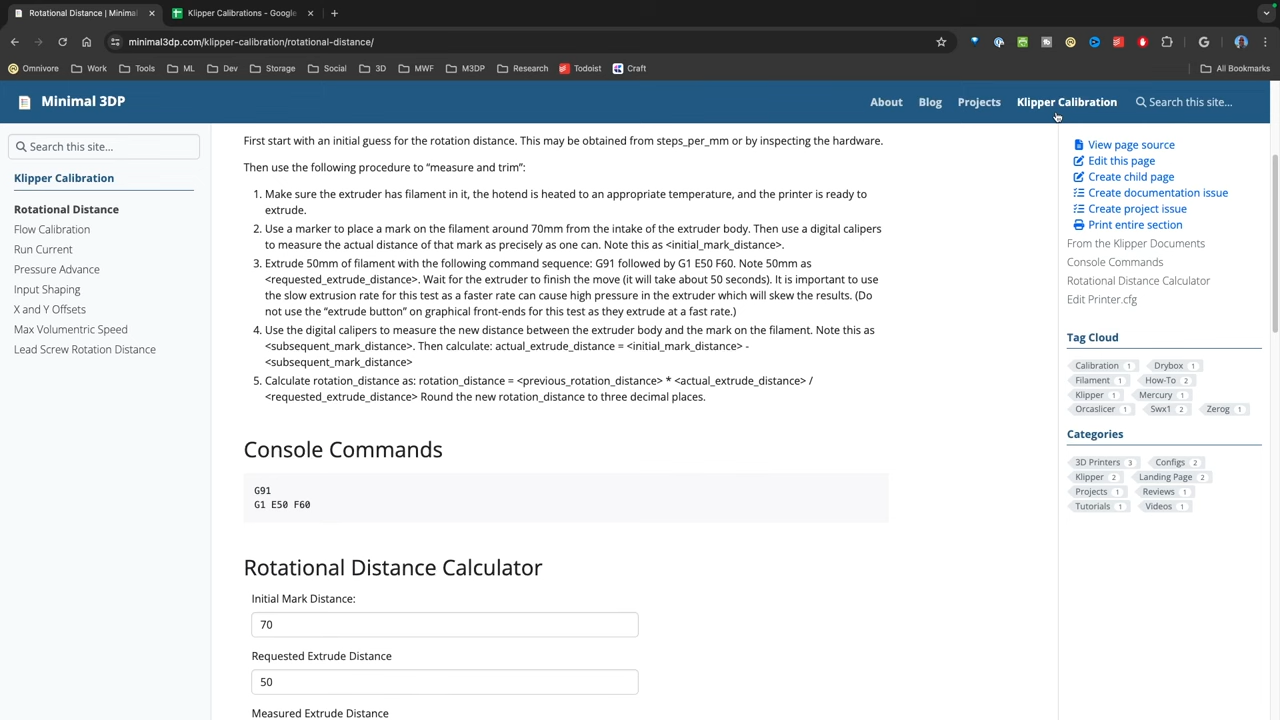 Rotational Distance | Minimal
Klipper Calibrations - Google
minimal3dp.com/klipper-calibration/rotational-distance/
Omnivore
Work
Tools
ML
Dev
Storage
Social
3D
MWF
M3DP
Research
Todoist
Craft
All Bookmarks
Minimal 3DP
About
Blog
Projects
Klipper Calibration
Search this site...
Search this site...
Klipper Calibration
Rotational Distance
Flow Calibration
Run Current
Pressure Advance
Input Shaping
X and Y Offsets
Max Volumentric Speed
Lead Screw Rotation Distance
First start with an initial guess for the rotation distance. This may be obtained from steps_per_mm or by inspecting the hardware.
Then use the following procedure to “measure and trim”:
1. Make sure the extruder has filament in it, the hotend is heated to an appropriate temperature, and the printer is ready to
extrude.
2. Use a marker to place a mark on the filament around 70mm from the intake of the extruder body. Then use a digital calipers
to measure the actual distance of that mark as precisely as one can. Note this as <initial_mark_distance>.
3. Extrude 50mm of filament with the following command sequence: G91 followed by G1 E50 F60. Note 50mm as
<requested_extrude_distance>. Wait for the extruder to finish the move (it will take about 50 seconds). It is important to use
the slow extrusion rate for this test as a faster rate can cause high pressure in the extruder which will skew the results. (Do
not use the “extrude button” on graphical front-ends for this test as they extrude at a fast rate.)
4. Use the digital calipers to measure the new distance between the extruder body and the mark on the filament. Note this as
<subsequent_mark_distance>. Then calculate: actual_extrude_distance = <initial_mark_distance> -
<subsequent_mark_distance>
5. Calculate rotation_distance as: rotation_distance = <previous_rotation_distance> * <actual_extrude_distance> /
<requested_extrude_distance> Round the new rotation_distance to three decimal places.
Console Commands
G91
G1 E50 F60
Rotational Distance Calculator
Initial Mark Distance:
70
Requested Extrude Distance
50
Measured Extrude Distance
View page source
Edit this page
Create child page
Create documentation issue
Create project issue
Print entire section
From the Klipper Documents
Console Commands
Rotational Distance Calculator
Edit Printer.cfg
Tag Cloud
Calibration 1
Drybox 1
Filament 1
How-To 2
Klipper 1
Mercury 1
Orcaslicer 1
Swx1 2
Zerog 1
Categories
3D Printers 3
Configs 2
Klipper 2
Landing Page 2
Projects 1
Reviews 1
Tutorials 1
Videos 1